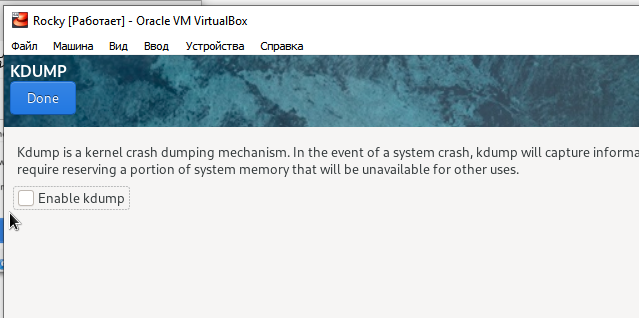 Rocky [Работает] - Oracle VM VirtualBox
Файл Машина Вид Ввод Устройства Справка
KDUMP
Done
Kdump is a kernel crash dumping mechanism. In the event of a system crash, kdump will capture informa
require reserving a portion of system memory that will be unavailable for other uses.
Enable kdump